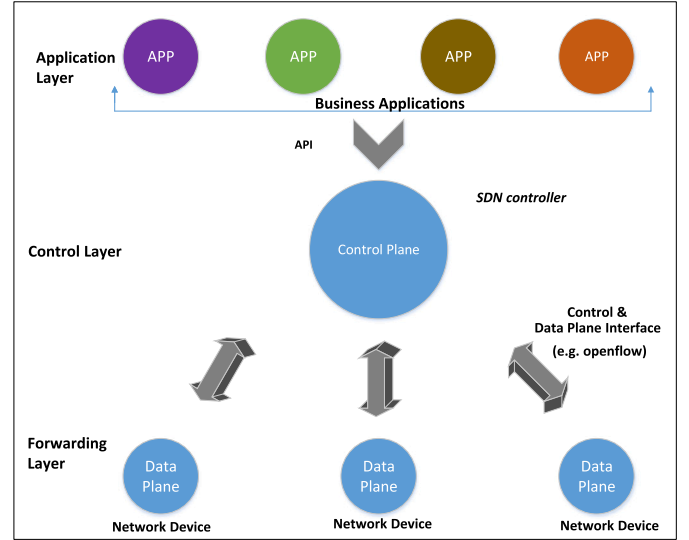 Application
Layer
APP
APP
APP
APP
Business Applications
API
SDN controller
Control Layer
Control Plane
Control &
Data Plane Interface
(e.g. openflow)
Forwarding
Layer
Data
Plane
Data
Plane
Data
Plane
Network Device
Network Device
Network Device